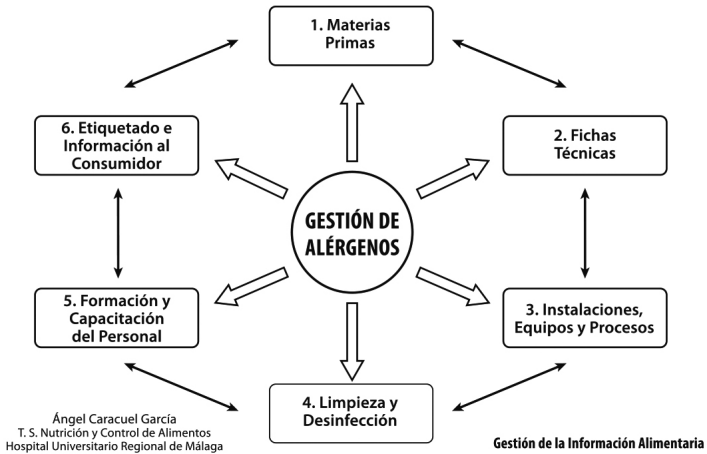 1. Materias
Primas
2. Fichas
Técnicas
3. Instalaciones,
Equipos y Procesos
4. Limpieza y
Desinfección
5. Formación y
Capacitación
del Personal
6. Etiquetado e
Información al
Consumidor
GESTIÓN DE
ALÉRGENOS
Ángel Caracuel García
T. S. Nutrición y Control de Alimentos
Hospital Universitario Regional de Málaga
Gestión de la Información Alimentaria